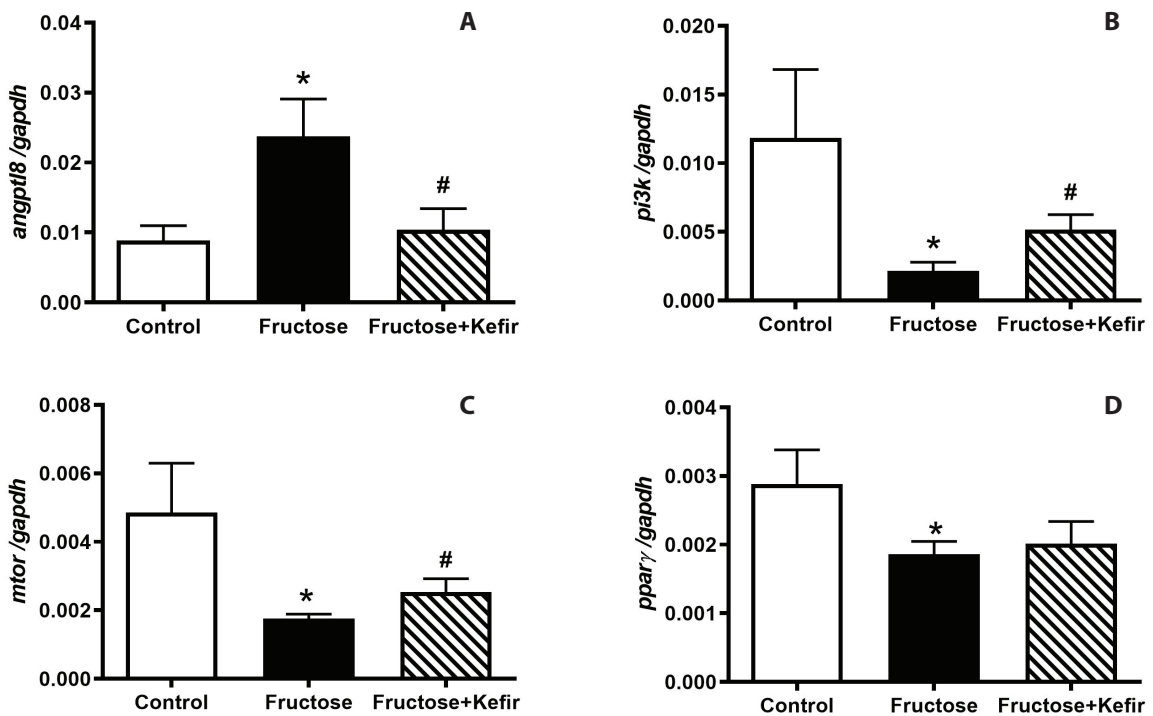 A
angptl8 /gapdh
0.04
0.03
0.02
0.01
0.00
*
#
Control Fructose Fructose+Kefir
B
pi3k /gapdh
0.020
0.015
0.010
0.005
0.000
*
#
Control Fructose Fructose+Kefir
C
mtor /gapdh
0.008
0.006
0.004
0.002
0.000
*
#
Control Fructose Fructose+Kefir
D
pparγ /gapdh
0.004
0.003
0.002
0.001
0.000
*
Control Fructose Fructose+Kefir